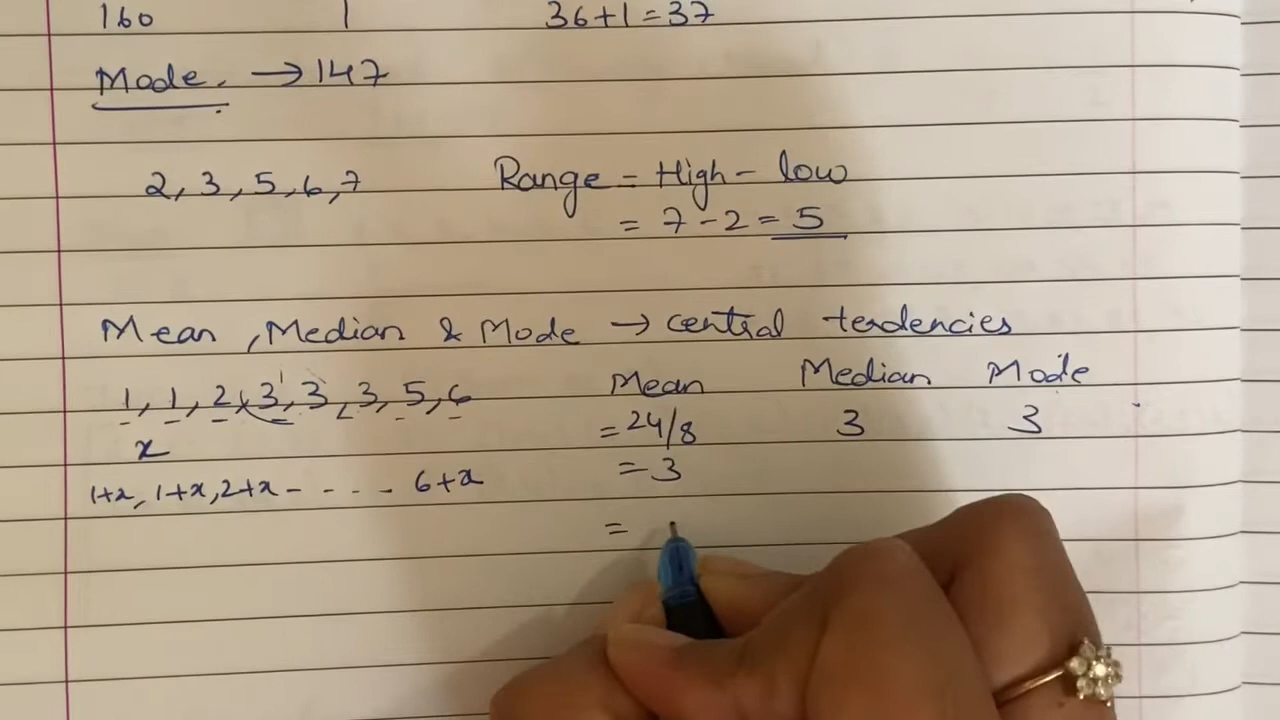 160 1 36+1=37
Mode. → 147
2, 3, 5, 6, 7 Range = High - low
= 7 - 2 = 5
Mean, Median & Mode → central tendencies
1, 1, 2, 3, 3, 3, 5, 6 Mean Median Mode
= 24/8 3 3
x
= 3
1+x, 1+x, 2+x - - - - - 6+x
=